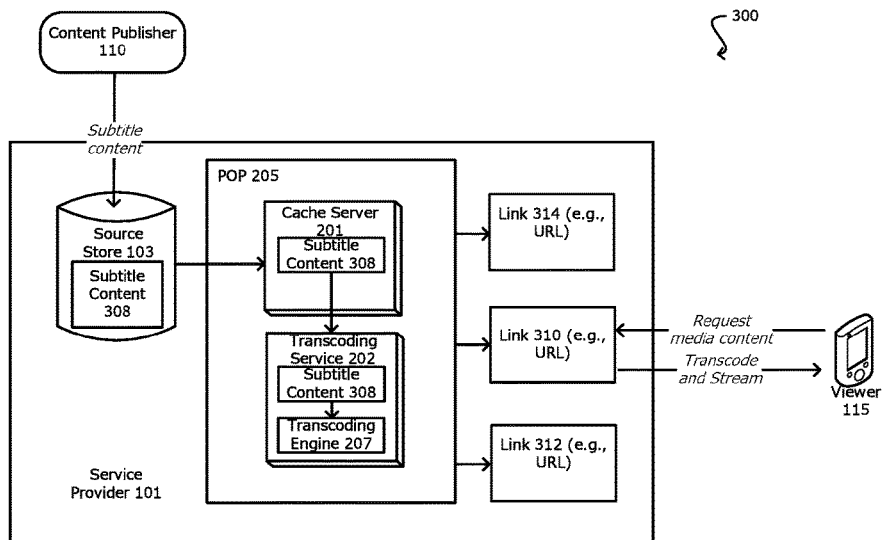 Content Publisher
110
300
Subtitle
content
POP 205
Source
Store 103
Subtitle
Content
308
Cache Server
201
Subtitle
Content 308
Transcoding
Service 202
Subtitle
Content 308
Transcoding
Engine 207
Link 314 (e.g.,
URL)
Link 310 (e.g.,
URL)
Link 312 (e.g.,
URL)
Request
media content
Transcode
and Stream
Viewer
115
Service
Provider 101